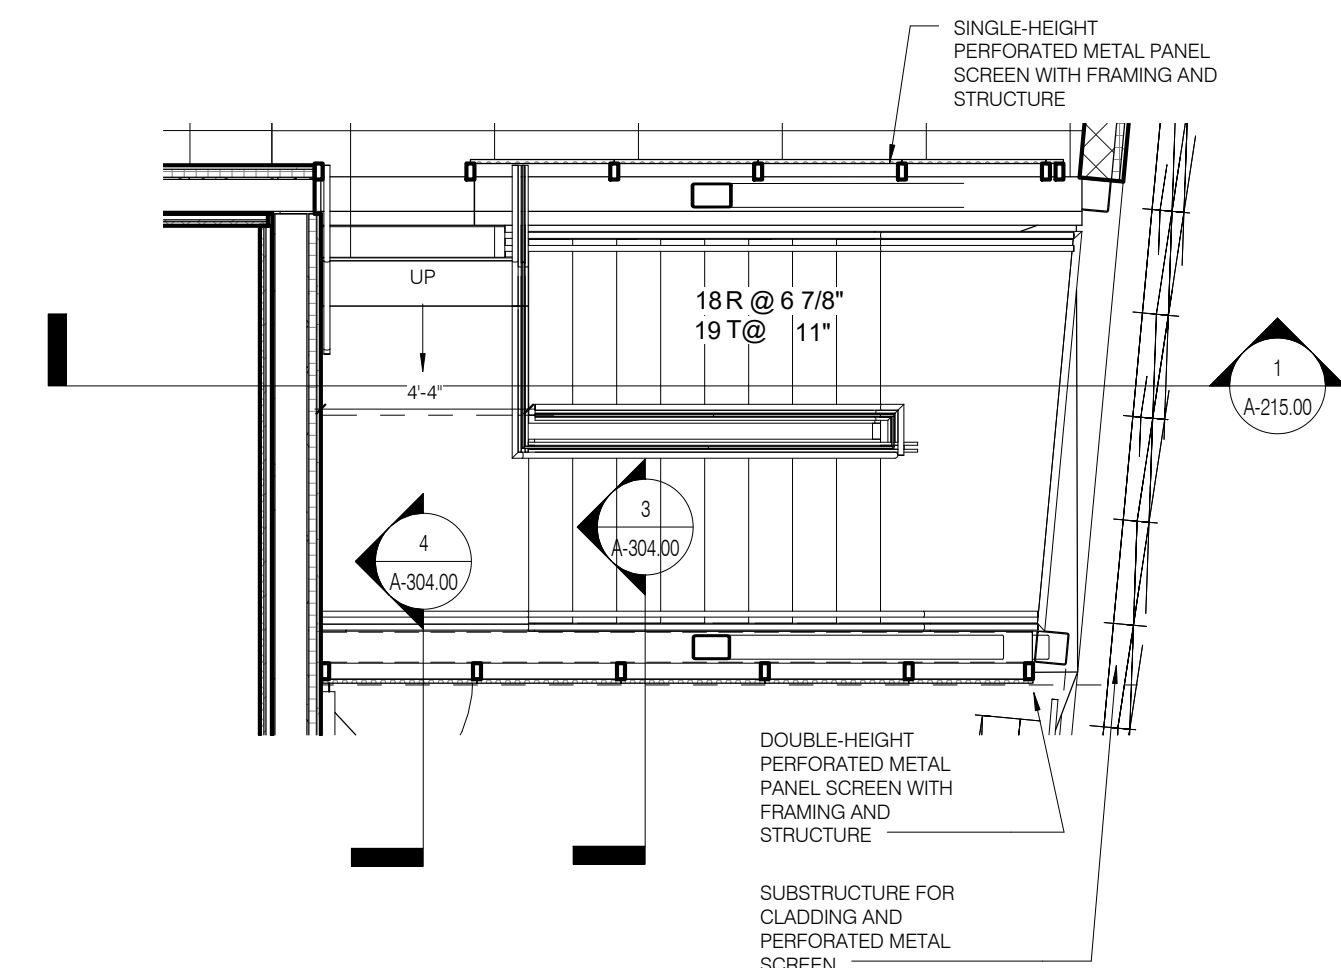 SINGLE-HEIGHT
PERFORATED METAL PANEL
SCREEN WITH FRAMING AND
STRUCTURE
UP
18 R @ 6 7/8"
19 T@ 11"
4'-4"
1
A-215.00
3
A-304.00
4
A-304.00
DOUBLE-HEIGHT
PERFORATED METAL
PANEL SCREEN WITH
FRAMING AND
STRUCTURE
SUBSTRUCTURE FOR
CLADDING AND
PERFORATED METAL
SCREEN